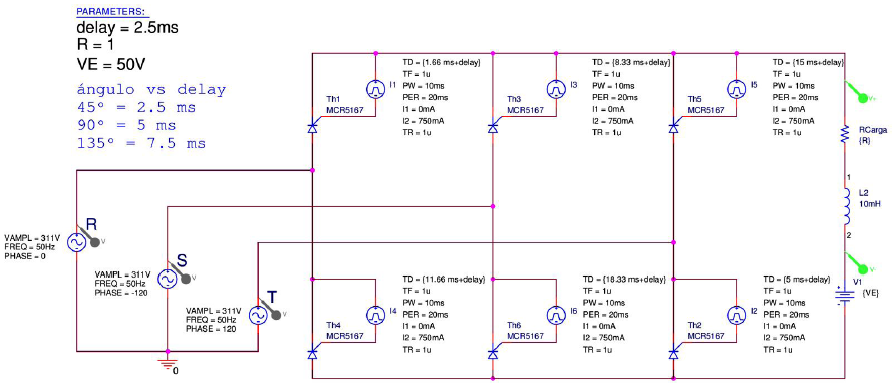 PARAMETERS:
delay = 2.5ms
R = 1
VE = 50V
ángulo vs delay
45º = 2.5 ms
90º = 5 ms
135º = 7.5 ms
Th1
MCR5167
I1
TD = {1.66 ms+delay}
TF = 1u
PW = 10ms
PER = 20ms
I1 = 0mA
I2 = 750mA
TR = 1u
Th3
MCR5167
I3
TD = {8.33 ms+delay}
TF = 1u
PW = 10ms
PER = 20ms
I1 = 0mA
I2 = 750mA
TR = 1u
Th5
MCR5167
I5
TD = {15 ms+delay}
TF = 1u
PW = 10ms
PER = 20ms
I1 = 0mA
I2 = 750mA
TR = 1u
V+
RCarga
{R}
1
L2
10mH
2
V-
V1
{VE}
R
V
VAMPL = 311V
FREQ = 50Hz
PHASE = 0
S
V
VAMPL = 311V
FREQ = 50Hz
PHASE = -120
T
V
VAMPL = 311V
FREQ = 50Hz
PHASE = 120
0
Th4
MCR5167
I4
TD = {11.66 ms+delay}
TF = 1u
PW = 10ms
PER = 20ms
I1 = 0mA
I2 = 750mA
TR = 1u
Th6
MCR5167
I6
TD = {18.33 ms+delay}
TF = 1u
PW = 10ms
PER = 20ms
I1 = 0mA
I2 = 750mA
TR = 1u
Th2
MCR5167
I2
TD = {5 ms+delay}
TF = 1u
PW = 10ms
PER = 20ms
I1 = 0mA
I2 = 750mA
TR = 1u